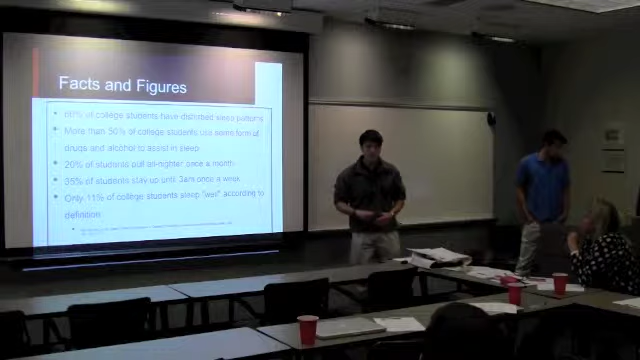 Facts and Figures
• 60% of college students have disturbed sleep patterns
• More than 50% of college students use some form of
drugs and alcohol to assist in sleep
• 20% of students pull all-nighter once a month
• 35% of students stay up until 3am once a week
• Only 11% of college students sleep "well" according to
definition